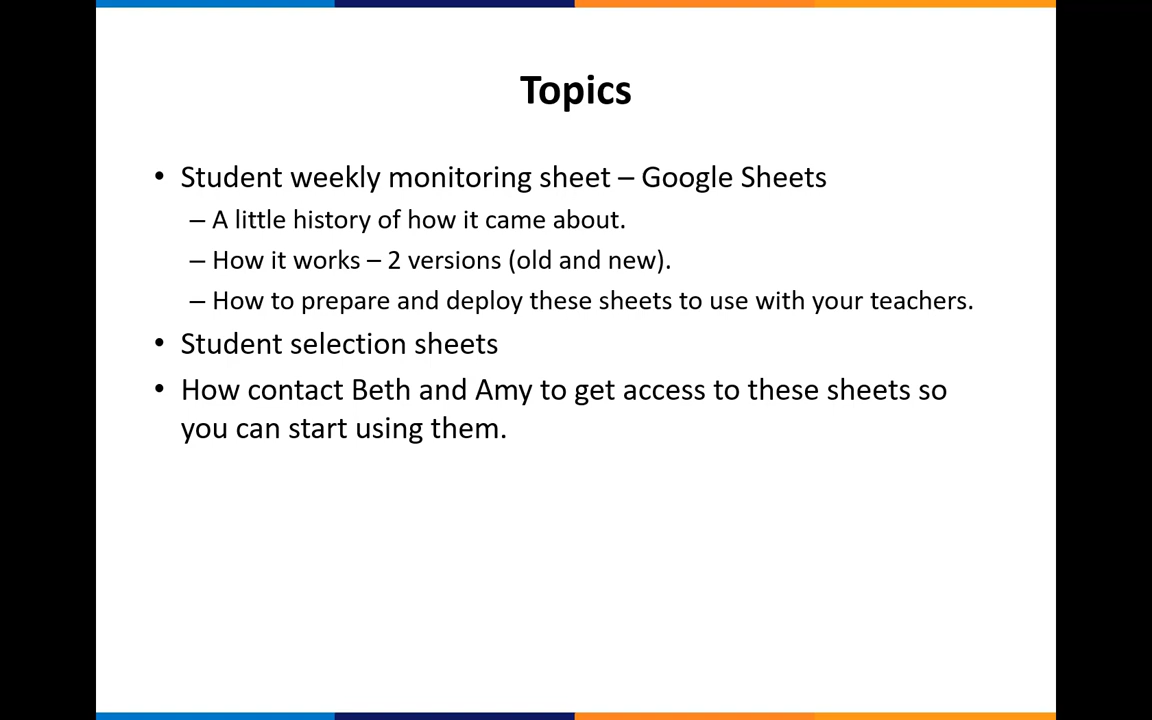 Topics
• Student weekly monitoring sheet – Google Sheets
– A little history of how it came about.
– How it works – 2 versions (old and new).
– How to prepare and deploy these sheets to use with your teachers.
• Student selection sheets
• How contact Beth and Amy to get access to these sheets so
you can start using them.